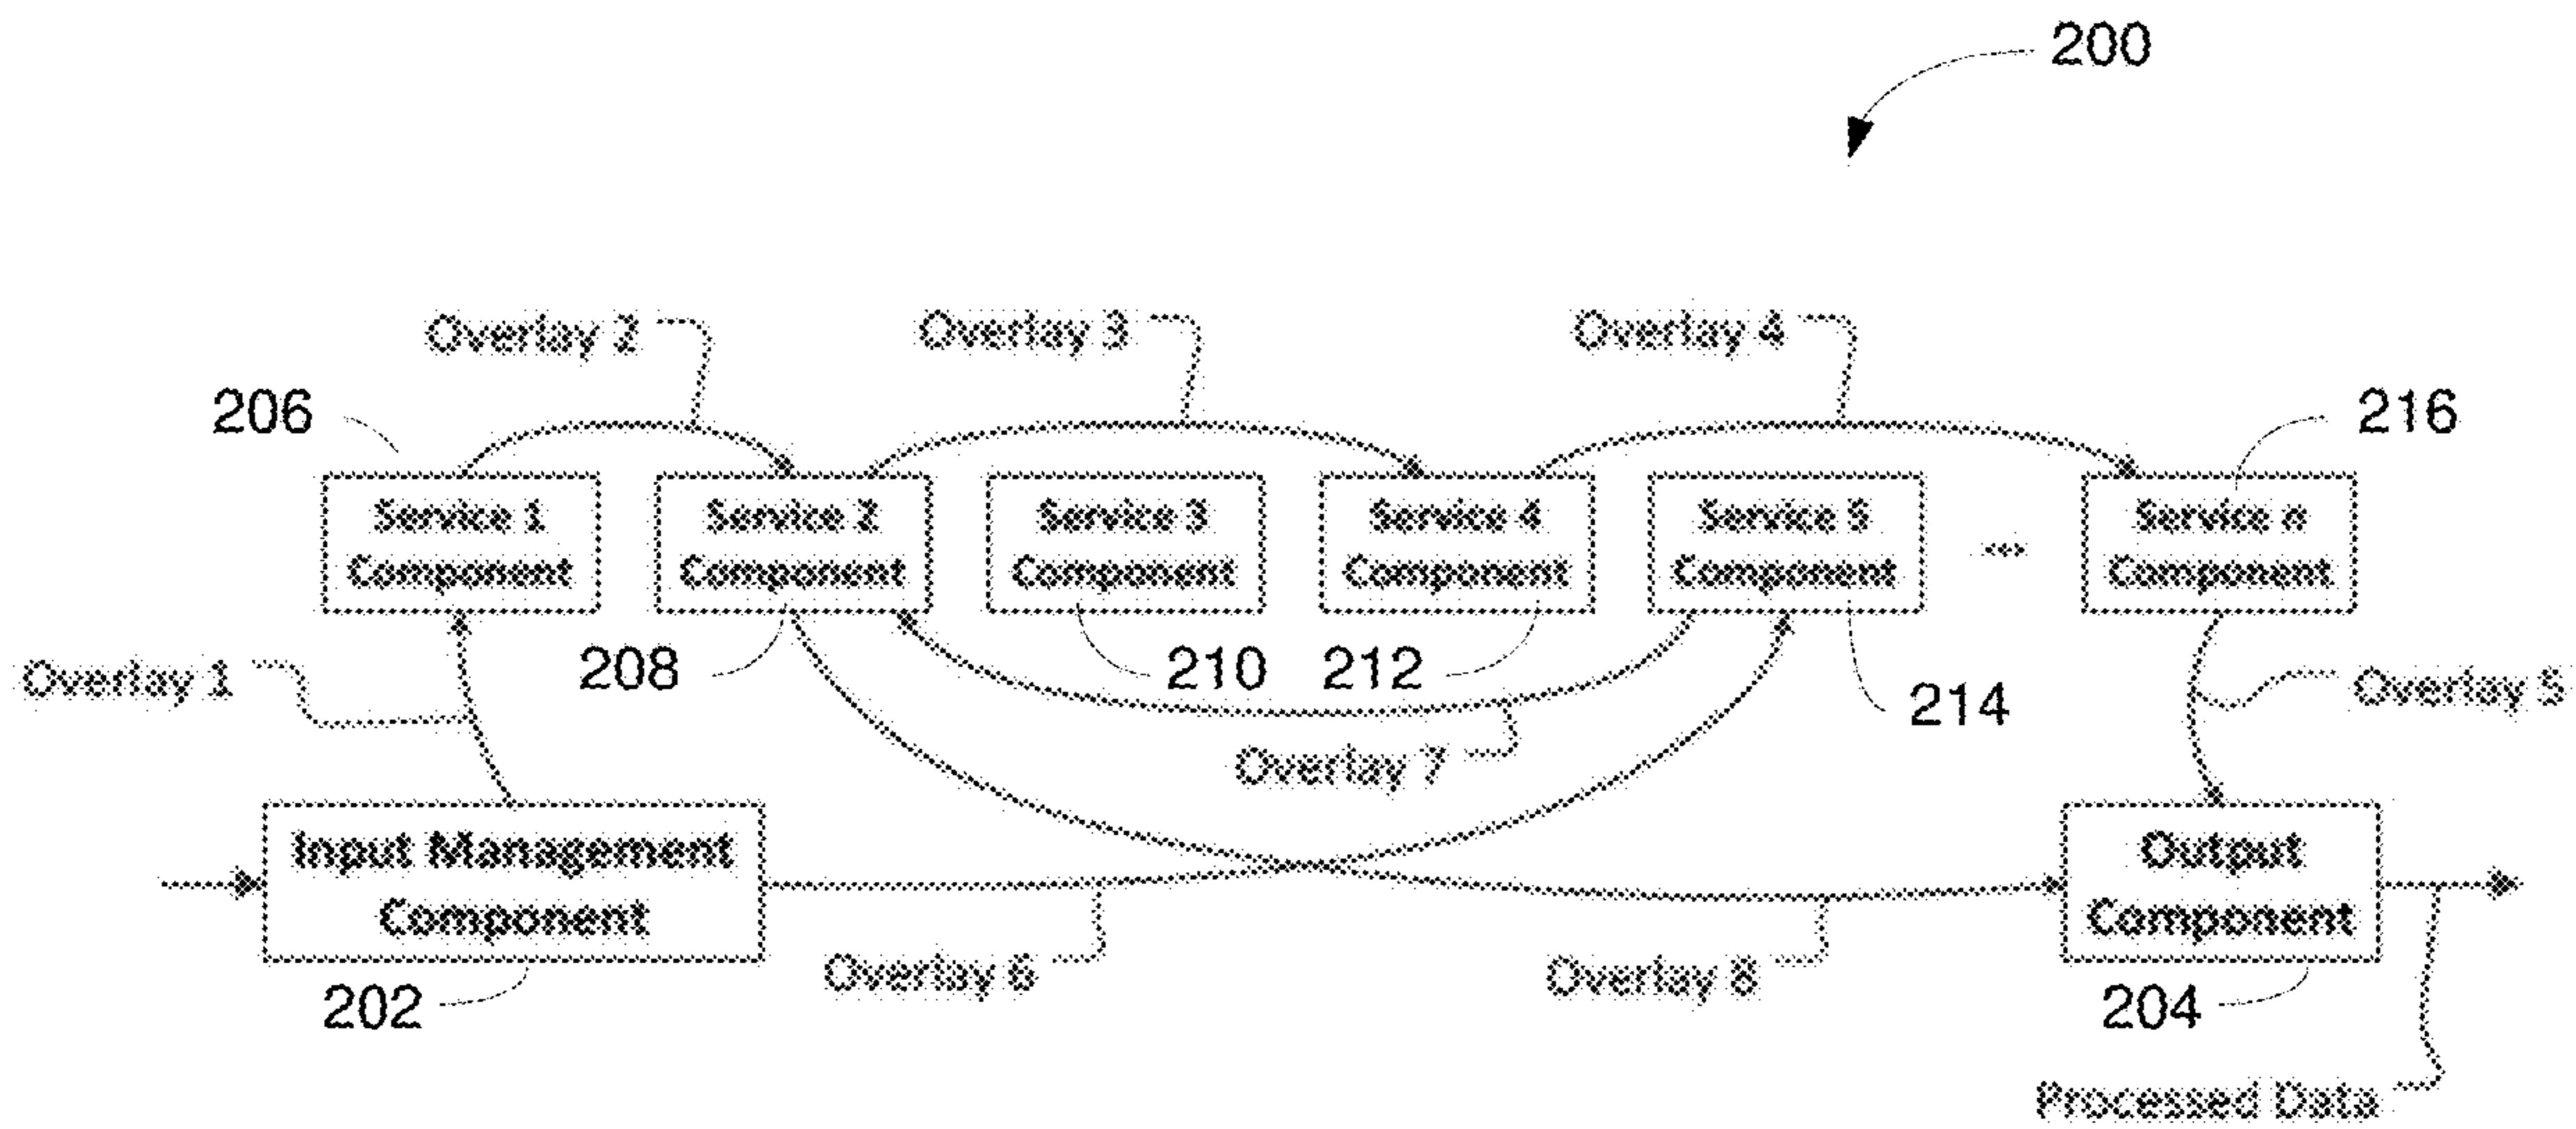 200
Overlay 2
Overlay 3
Overlay 4
206
216
Service 1
Component
Service 2
Component
Service 3
Component
Service 4
Component
Service 5
Component
...
Service n
Component
208
210
212
214
Overlay 1
Overlay 5
Overlay 7
Input Management
Component
Output
Component
202
Overlay 6
Overlay 8
204
Processed Data